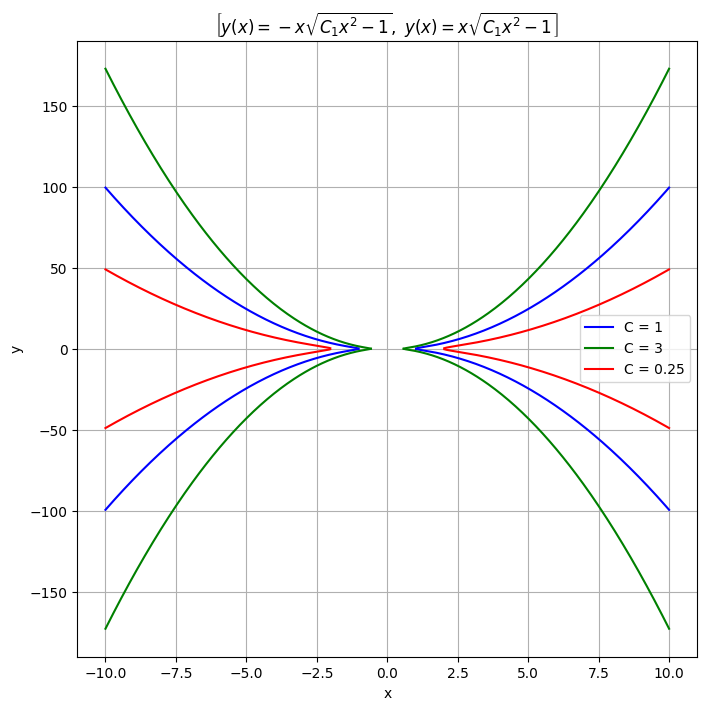 [y(x) = −x√(C₁x² − 1), y(x) = x√(C₁x² − 1)]
150
100
50
0
−50
−100
−150
y
C = 1
C = 3
C = 0.25
−10.0 −7.5 −5.0 −2.5 0.0 2.5 5.0 7.5 10.0
x